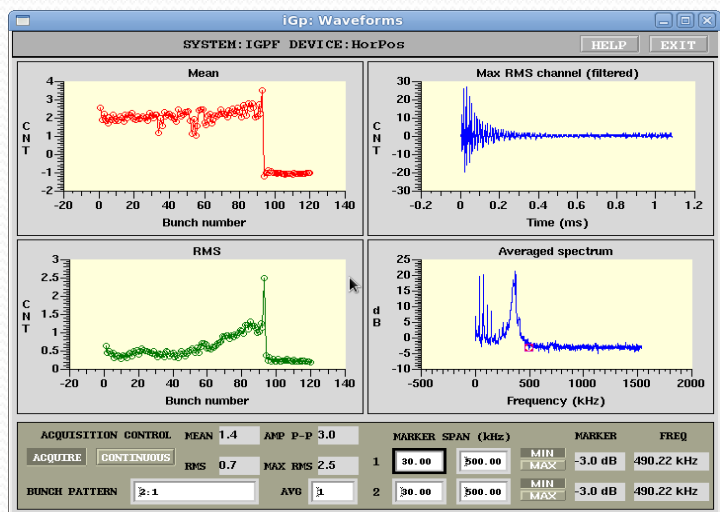 iGp: Waveforms
SYSTEM:IGPF DEVICE:HorPos
HELP
EXIT
Mean
CNT
4
3
2
1
0
-1
-2
-20 0 20 40 60 80 100 120 140
Bunch number
Max RMS channel (filtered)
CNT
30
20
10
0
-10
-20
-30
-0.2 0 0.2 0.4 0.6 0.8 1 1.2
Time (ms)
RMS
CNT
3
2.5
2
1.5
1
0.5
0
-20 0 20 40 60 80 100 120 140
Bunch number
Averaged spectrum
dB
25
20
15
10
5
0
-5
-10
-500 0 500 1000 1500 2000
Frequency (kHz)
ACQUISITION CONTROL MEAN 1.4 AMP P-P 3.0
ACQUIRE CONTINUOUS RMS 0.7 MAX RMS 2.5
BUNCH PATTERN 2:1 AVG 1
MARKER SPAN (kHz) MARKER FREQ
1 30.00 500.00 MIN MAX -3.0 dB 490.22 kHz
2 30.00 500.00 MIN MAX -3.0 dB 490.22 kHz